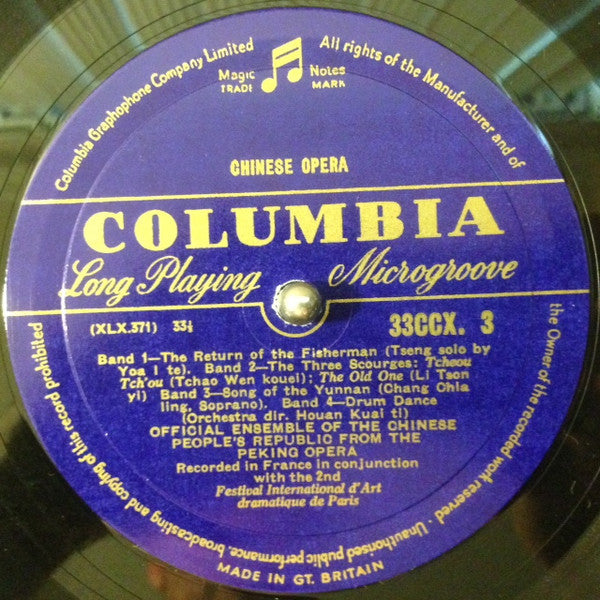 Columbia Graphophone Company Limited
All rights of the Manufacturer and of
the Owner of the recorded work reserved · Unauthorised public performance, broadcasting and copying of this record prohibited
Magic Notes
TRADE MARK
CHINESE OPERA
COLUMBIA
Long Playing Microgroove
(XLX.371) 33⅓ 33CCX. 3
Band 1—The Return of the Fisherman (Tseng solo by
Yoa I te). Band 2—The Three Scourges: Tcheou
Tch'ou (Tchao Wen kouei); The Old One (Li Tson
yi) Band 3—Song of the Yunnan (Chang Chia
ling, Soprano). Band 4—Drum Dance
(Orchestra dir. Houan Kuai ti)
OFFICIAL ENSEMBLE OF THE CHINESE
PEOPLE'S REPUBLIC FROM THE
PEKING OPERA
Recorded in France in conjunction
with the 2nd
Festival International d'Art
dramatique de Paris
MADE IN GT. BRITAIN